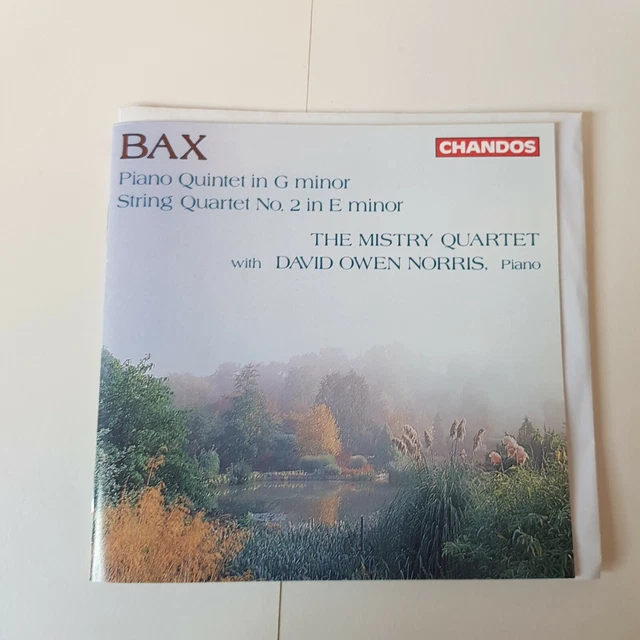 BAX
CHANDOS
Piano Quintet in G minor
String Quartet No. 2 in E minor
THE MISTRY QUARTET
with DAVID OWEN NORRIS, Piano